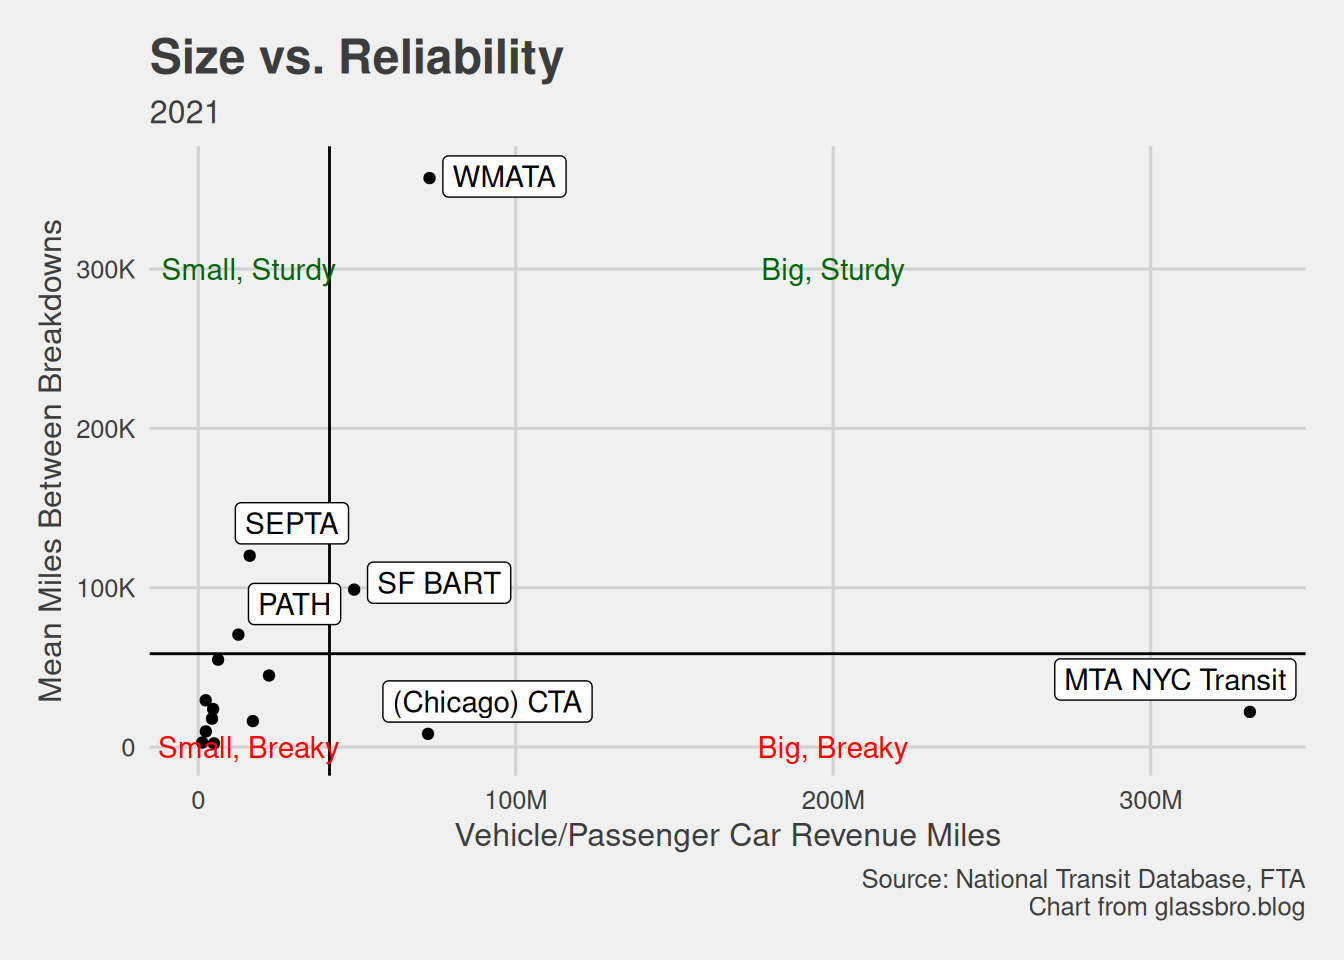 Size vs. Reliability
2021
WMATA
300K
Small, Sturdy
Big, Sturdy
Mean Miles Between Breakdowns
200K
SEPTA
SF BART
100K
PATH
MTA NYC Transit
(Chicago) CTA
0
Small, Breaky
Big, Breaky
0
100M
200M
300M
Vehicle/Passenger Car Revenue Miles
Source: National Transit Database, FTA
Chart from glassbro.blog